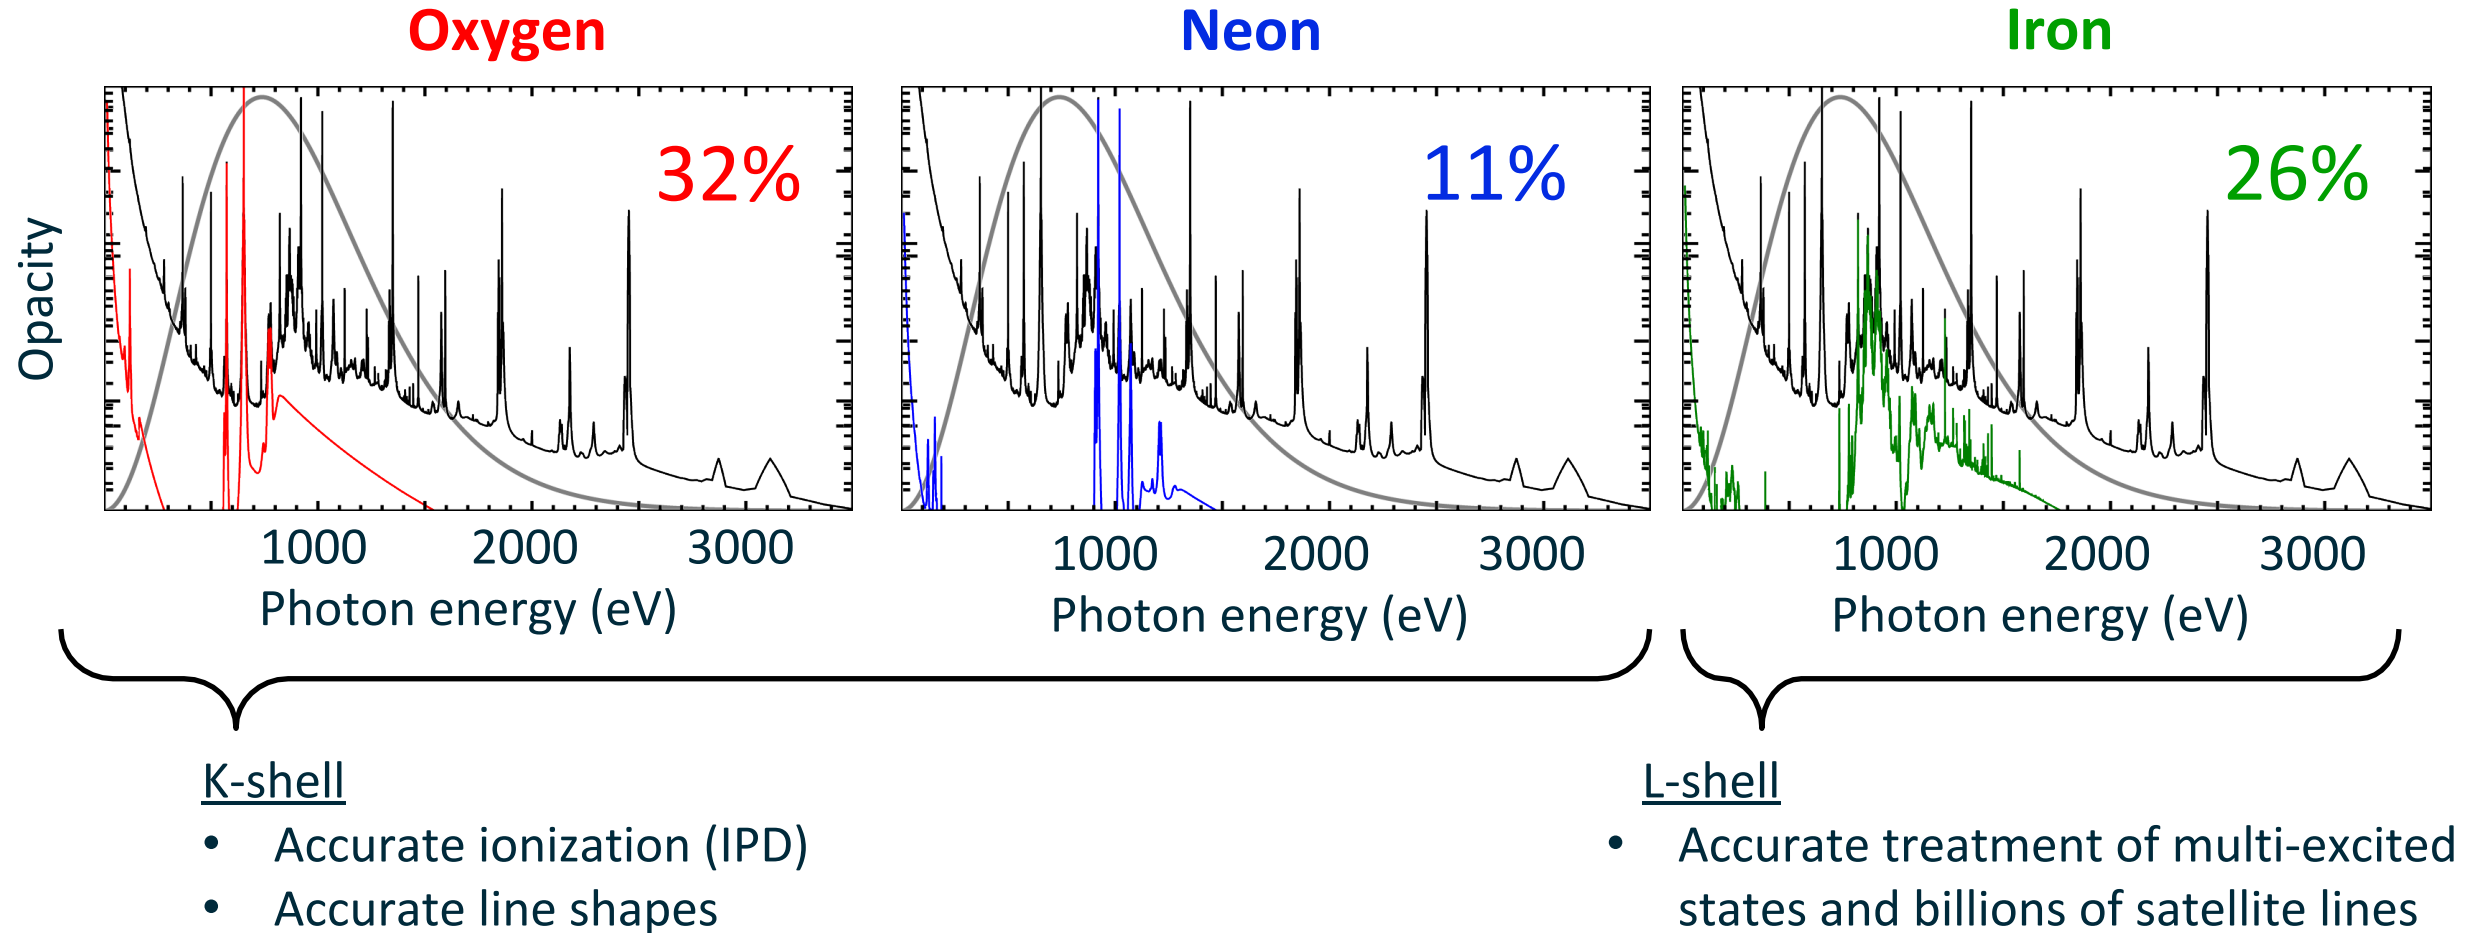 Oxygen
Neon
Iron
32%
11%
26%
Opacity
1000 2000 3000
1000 2000 3000
1000 2000 3000
Photon energy (eV)
Photon energy (eV)
Photon energy (eV)
K-shell
• Accurate ionization (IPD)
• Accurate line shapes
L-shell
• Accurate treatment of multi-excited
states and billions of satellite lines